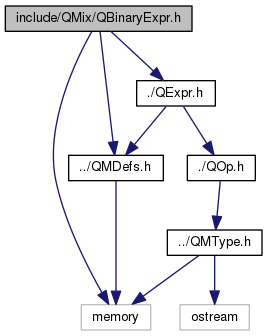 include/QMix/QBinaryExpr.h
./QExpr.h
../QMDefs.h
./QOp.h
../QMType.h
memory
ostream